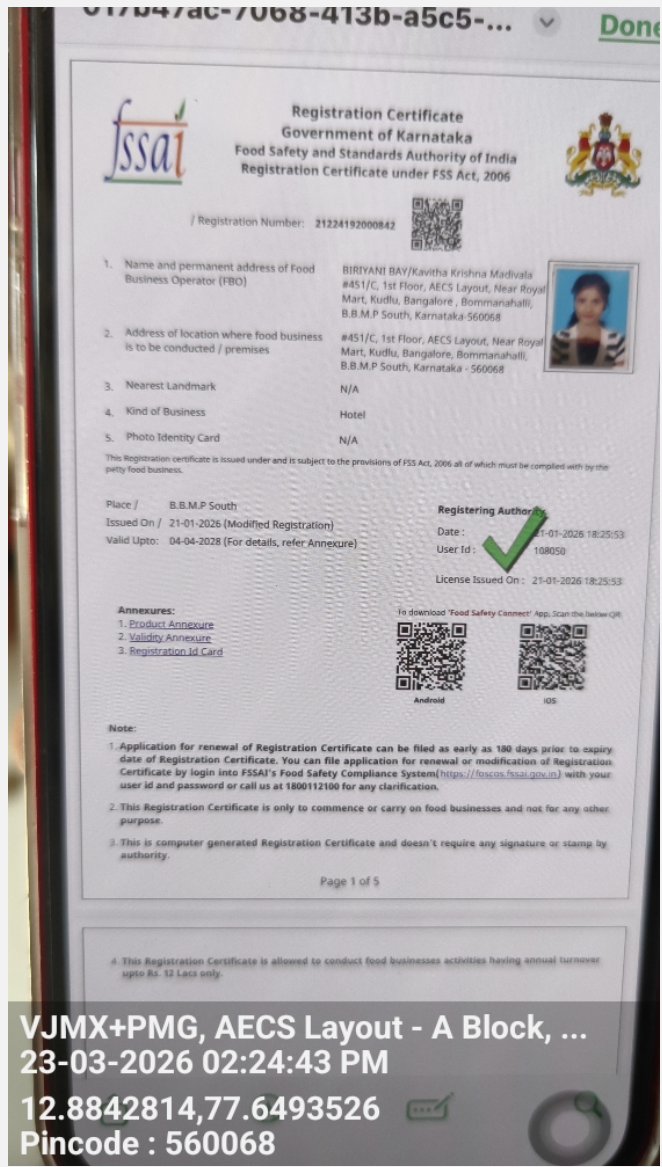 017b47ac-7068-413b-a5c5-...
Done
fssai
Registration Certificate
Government of Karnataka
Food Safety and Standards Authority of India
Registration Certificate under FSS Act, 2006
/ Registration Number: 21224192000842
1. Name and permanent address of Food
Business Operator (FBO)
BIRIYANI BAY/Kavitha Krishna Madivala
#451/C, 1st Floor, AECS Layout, Near Royal
Mart, Kudlu, Bangalore , Bommanahalli,
B.B.M.P South, Karnataka-560068
2. Address of location where food business
is to be conducted / premises
#451/C, 1st Floor, AECS Layout, Near Royal
Mart, Kudlu, Bangalore, Bommanahalli,
B.B.M.P South, Karnataka - 560068
3. Nearest Landmark N/A
4. Kind of Business Hotel
5. Photo Identity Card N/A
This Registration certificate is issued under and is subject to the provisions of FSS Act, 2006 all of which must be complied with by the
petty food business.
Place / B.B.M.P South
Issued On / 21-01-2026 (Modified Registration)
Valid Upto: 04-04-2028 (For details, refer Annexure)
Registering Authority
Date : 21-01-2026 18:25:53
User Id : 108050
License Issued On : 21-01-2026 18:25:53
Annexures:
1. Product Annexure
2. Validity Annexure
3. Registration Id Card
To download 'Food Safety Connect' App, Scan the below QR
Android
iOS
Note:
1. Application for renewal of Registration Certificate can be filed as early as 180 days prior to expiry
date of Registration Certificate. You can file application for renewal or modification of Registration
Certificate by login into FSSAI's Food Safety Compliance System(https://foscos.fssai.gov.in) with your
user id and password or call us at 1800112100 for any clarification.
2. This Registration Certificate is only to commence or carry on food businesses and not for any other
purpose.
3. This is computer generated Registration Certificate and doesn't require any signature or stamp by
authority.
Page 1 of 5
4. This Registration Certificate is allowed to conduct food businesses activities having annual turnover
upto Rs. 12 Lacs only.
VJMX+PMG, AECS Layout - A Block, ...
23-03-2026 02:24:43 PM
12.8842814,77.6493526
Pincode : 560068